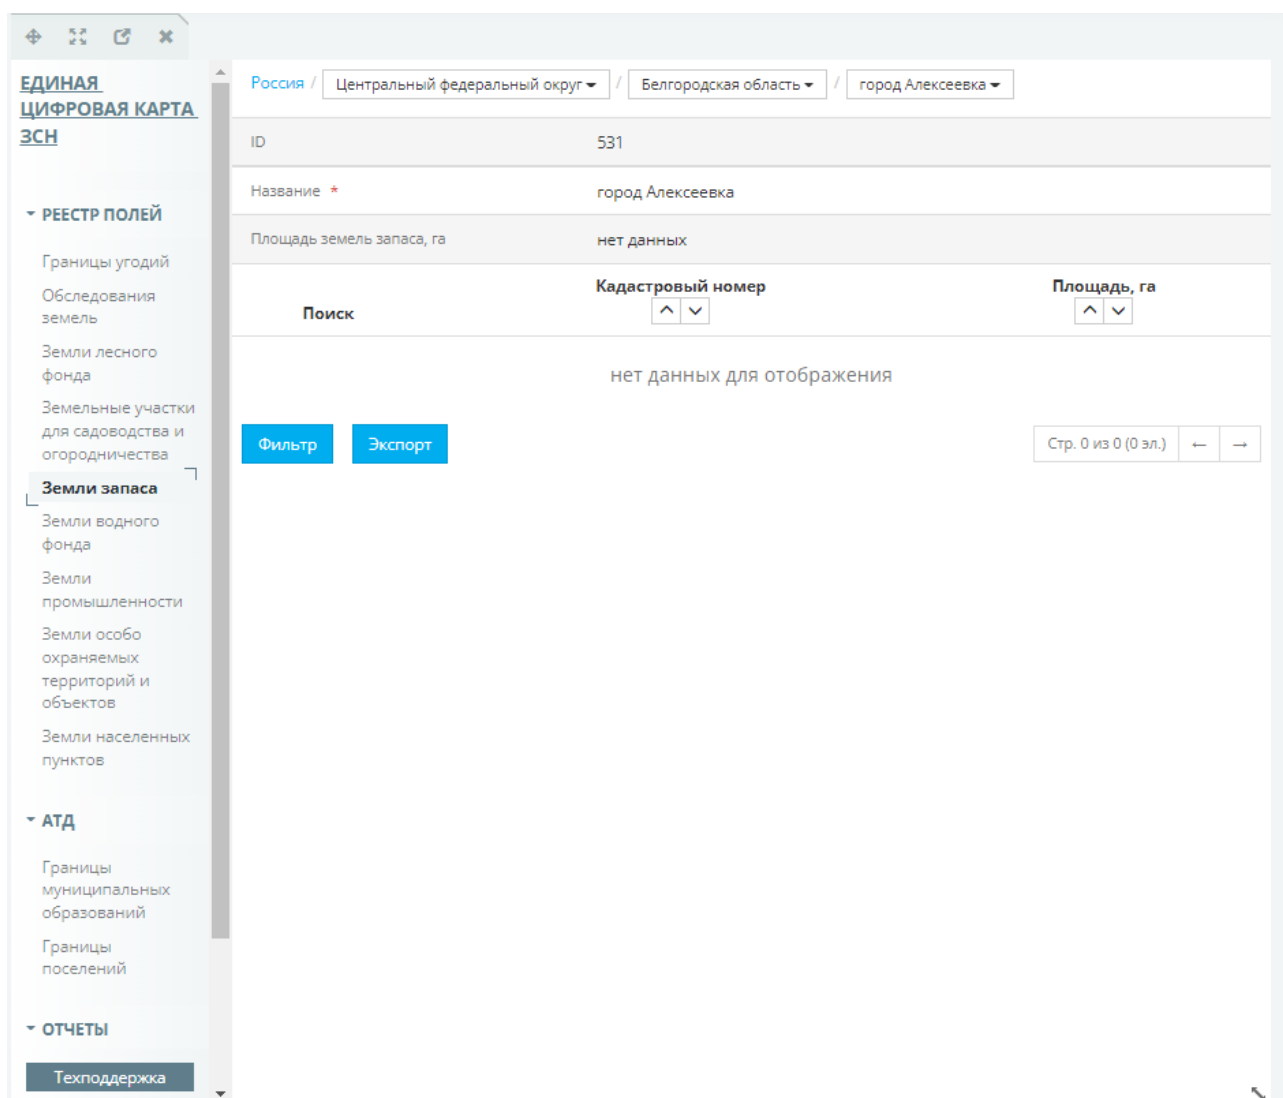 ЕДИНАЯ
ЦИФРОВАЯ КАРТА
ЗСН
РЕЕСТР ПОЛЕЙ
Границы угодий
Обследования
земель
Земли лесного
фонда
Земельные участки
для садоводства и
огородничества
Земли запаса
Земли водного
фонда
Земли
промышленности
Земли особо
охраняемых
территорий и
объектов
Земли населенных
пунктов
АТД
Границы
муниципальных
образований
Границы
поселений
ОТЧЕТЫ
Техподдержка
Россия / Центральный федеральный округ / Белгородская область / город Алексеевка
ID 531
Название * город Алексеевка
Площадь земель запаса, га нет данных
Поиск Кадастровый номер Площадь, га
нет данных для отображения
Фильтр Экспорт Стр. 0 из 0 (0 эл.) ← →